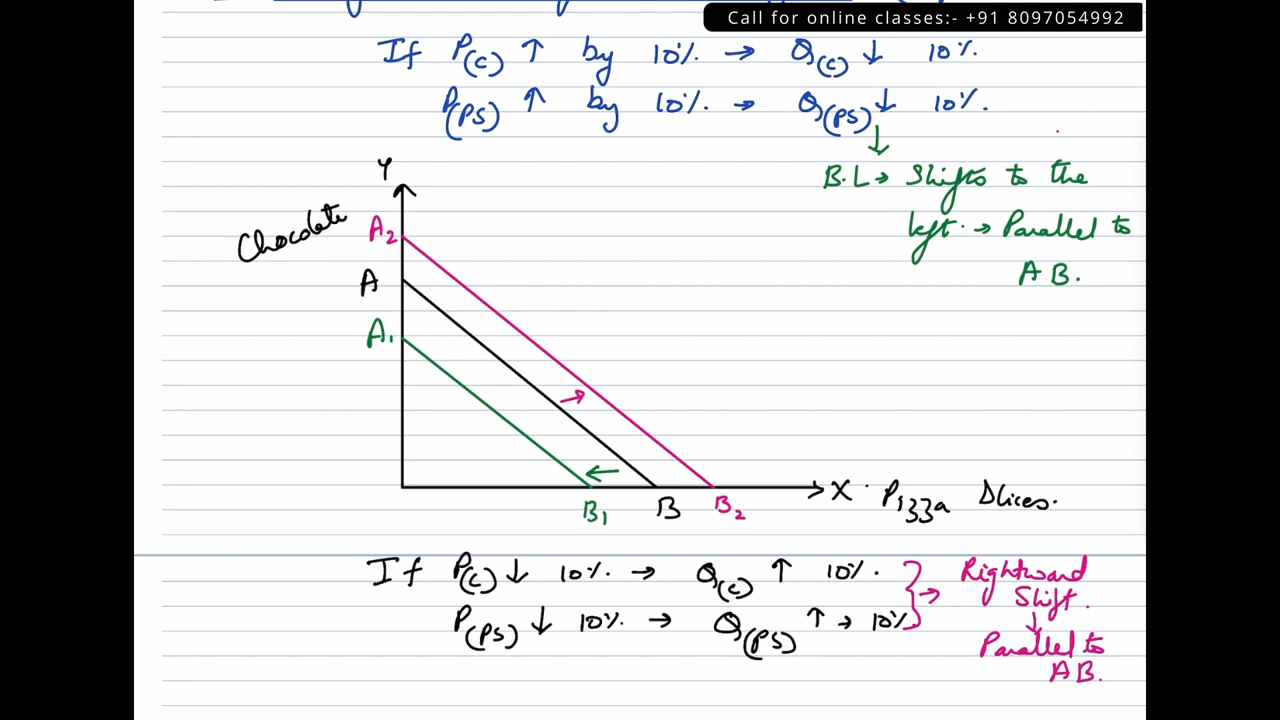 Call for online classes:- +91 8097054992
If P(C) ↑ by 10% → Q(C) ↓ 10%.
P(PS) ↑ by 10% → Q(PS) ↓ 10%.
↓
B.L → Shifts to the
left. → Parallel to
AB.
Y
Chocolate
A2
A
A1
B1 B B2
X. Pizza Slices.
If P(C) ↓ 10% → Q(C) ↑ 10%.
P(PS) ↓ 10% → Q(PS) ↑ → 10%
→ Rightward
Shift.
↓
Parallel to
AB.